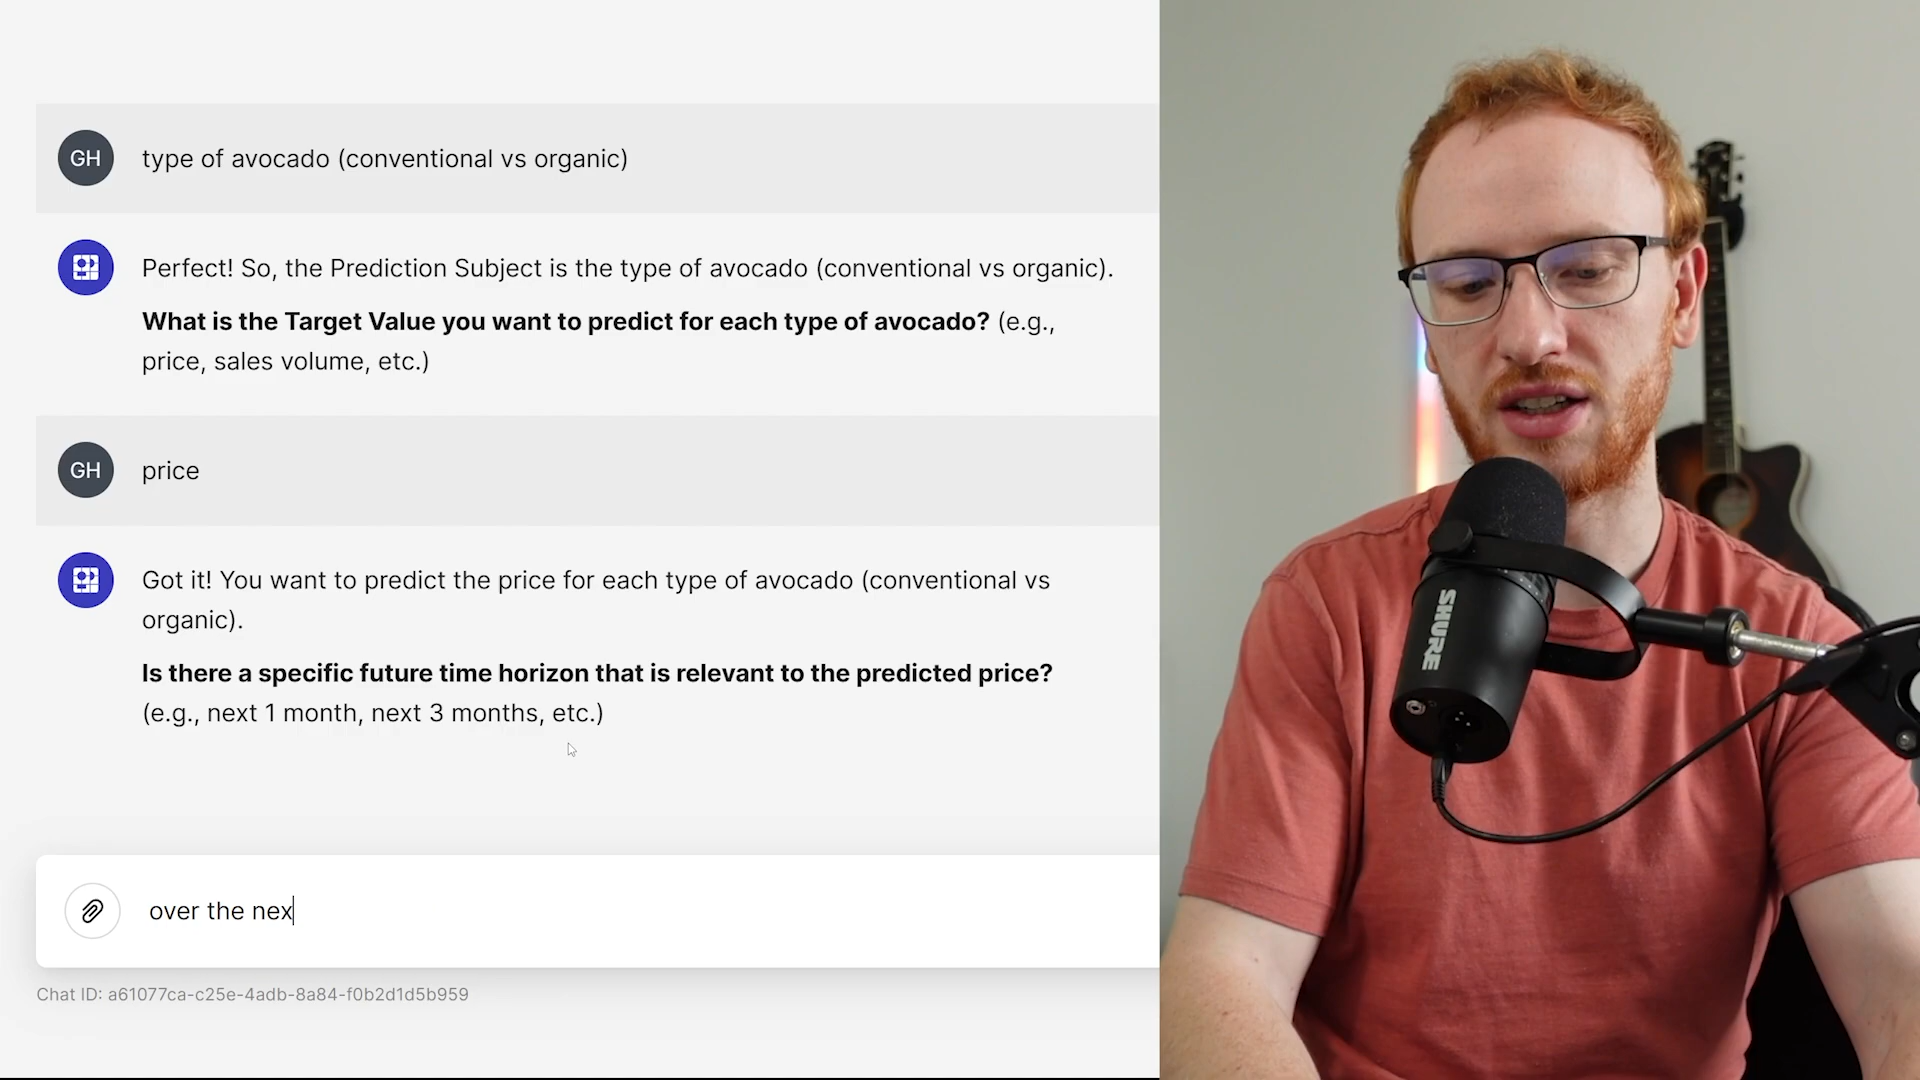 GH
type of avocado (conventional vs organic)
Perfect! So, the Prediction Subject is the type of avocado (conventional vs organic).
What is the Target Value you want to predict for each type of avocado? (e.g.,
price, sales volume, etc.)
GH
price
Got it! You want to predict the price for each type of avocado (conventional vs
organic).
Is there a specific future time horizon that is relevant to the predicted price?
(e.g., next 1 month, next 3 months, etc.)
over the nex
Chat ID: a61077ca-c25e-4adb-8a84-f0b2d1d5b959
SHURE